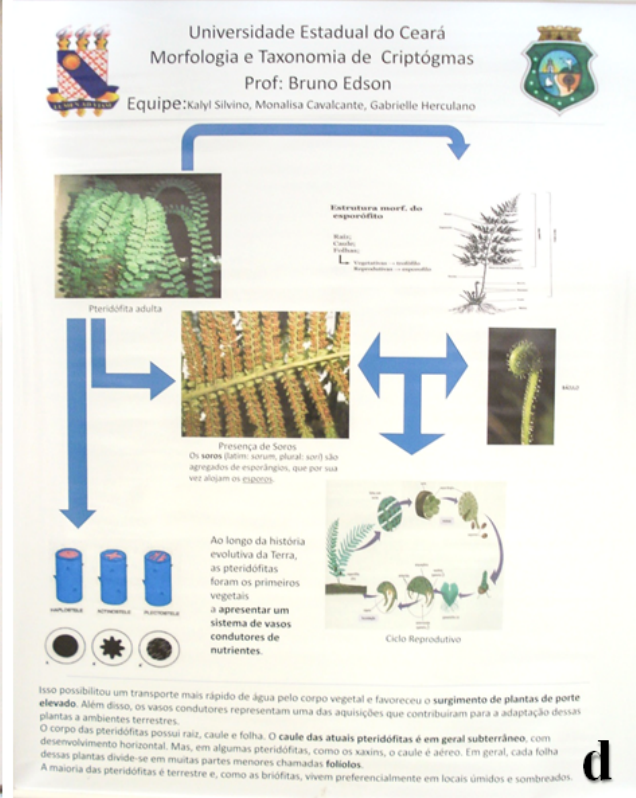 Universidade Estadual do Ceará
Morfologia e Taxonomia de Criptógmas
Prof: Bruno Edson
Equipe:Kalyl Silvino, Monalisa Cavalcante, Gabrielle Herculano
Estrutura morf. do
esporófito
Raiz;
Caule;
Folhas:
Vegetativas
Reprodutivas
Pteridófita adulta
Presença de Soros
Os soros (latim: sorum, plural: sori) são
agregados de esporângios, que por sua
vez alojam os esporos.
Ao longo da história
evolutiva da Terra,
as pteridófitas
foram os primeiros
vegetais
a apresentar um
sistema de vasos
condutores de
nutrientes.
HAPLOSTELE ACTINOSTELE PLECTOSTELE
Ciclo Reprodutivo
Isso possibilitou um transporte mais rápido de água pelo corpo vegetal e favoreceu o surgimento de plantas de porte
elevado. Além disso, os vasos condutores representam uma das aquisições que contribuiram para a adaptação dessas
plantas a ambientes terrestres.
O corpo das pteridófitas possui raiz, caule e folha. O caule das atuais pteridófitas é em geral subterrâneo, com
desenvolvimento horizontal. Mas, em algumas pteridófitas, como os xaxins, o caule é aéreo. Em geral, cada folha
dessas plantas divide-se em muitas partes menores chamadas folíolos.
A maioria das pteridófitas é terrestre e, como as briófitas, vivem preferencialmente em locais úmidos e sombreados.
d